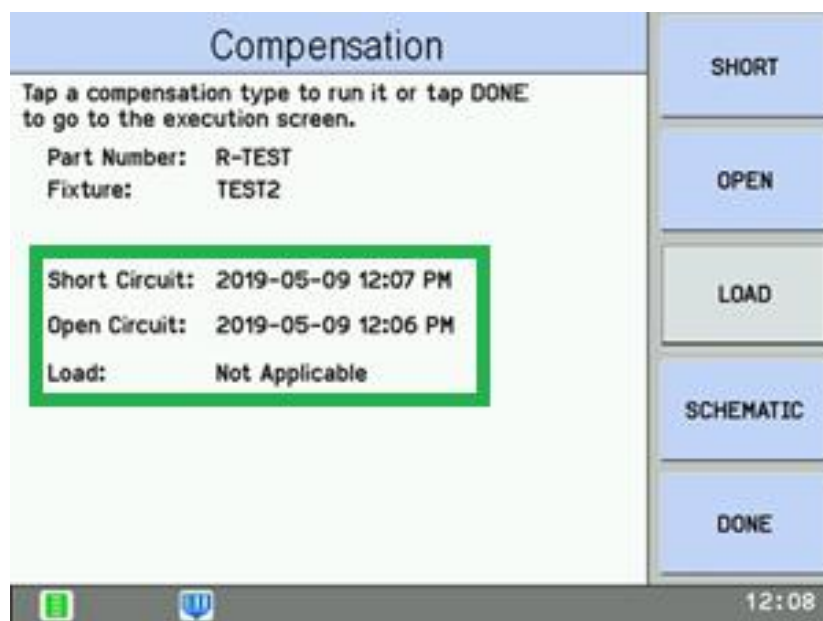 Compensation
Tap a compensation type to run it or tap DONE
to go to the execution screen.
Part Number: R-TEST
Fixture: TEST2
Short Circuit: 2019-05-09 12:07 PM
Open Circuit: 2019-05-09 12:06 PM
Load: Not Applicable
SHORT
OPEN
LOAD
SCHEMATIC
DONE
12:08